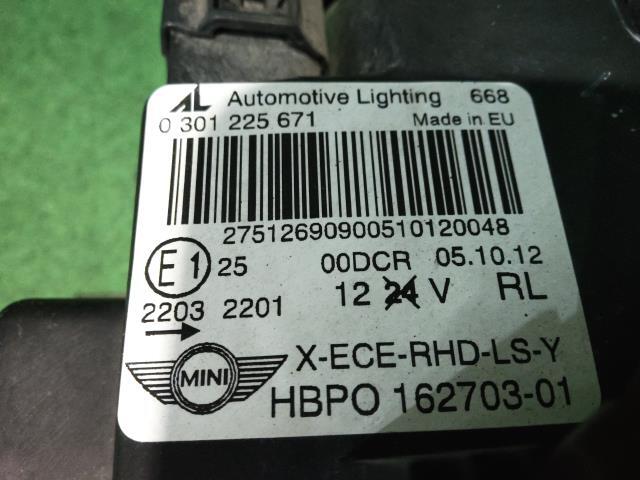 AL Automotive Lighting 668
0 301 225 671 Made in EU
27512690900510120048
E1 25 00DCR 05.10.12
2203 2201 12 24 V RL
MINI X-ECE-RHD-LS-Y
HBPO 162703-01